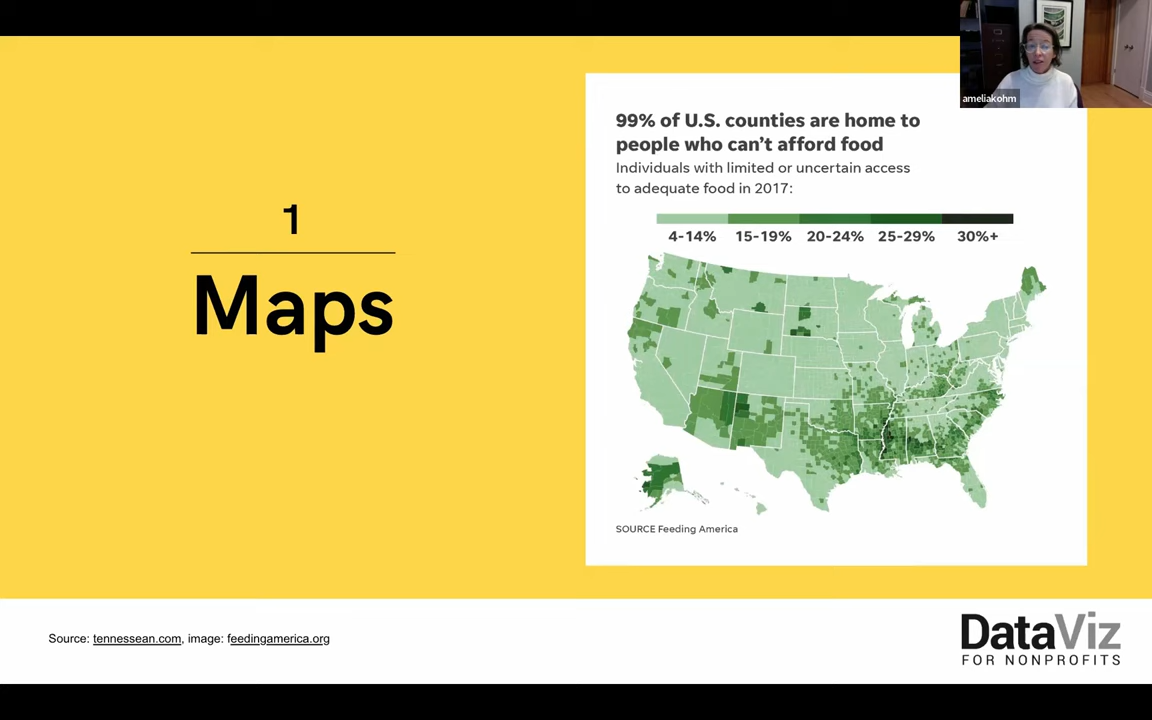 ameliakohm
1
Maps
99% of U.S. counties are home to
people who can't afford food
Individuals with limited or uncertain access
to adequate food in 2017:
4-14% 15-19% 20-24% 25-29% 30%+
SOURCE Feeding America
Source: tennessean.com, image: feedingamerica.org
DataViz
FOR NONPROFITS